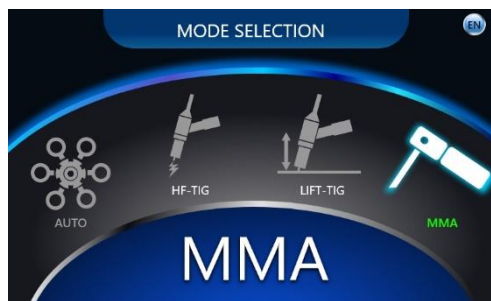 MODE SELECTION
EN
HF-TIG
LIFT-TIG
AUTO
MMA
MMA